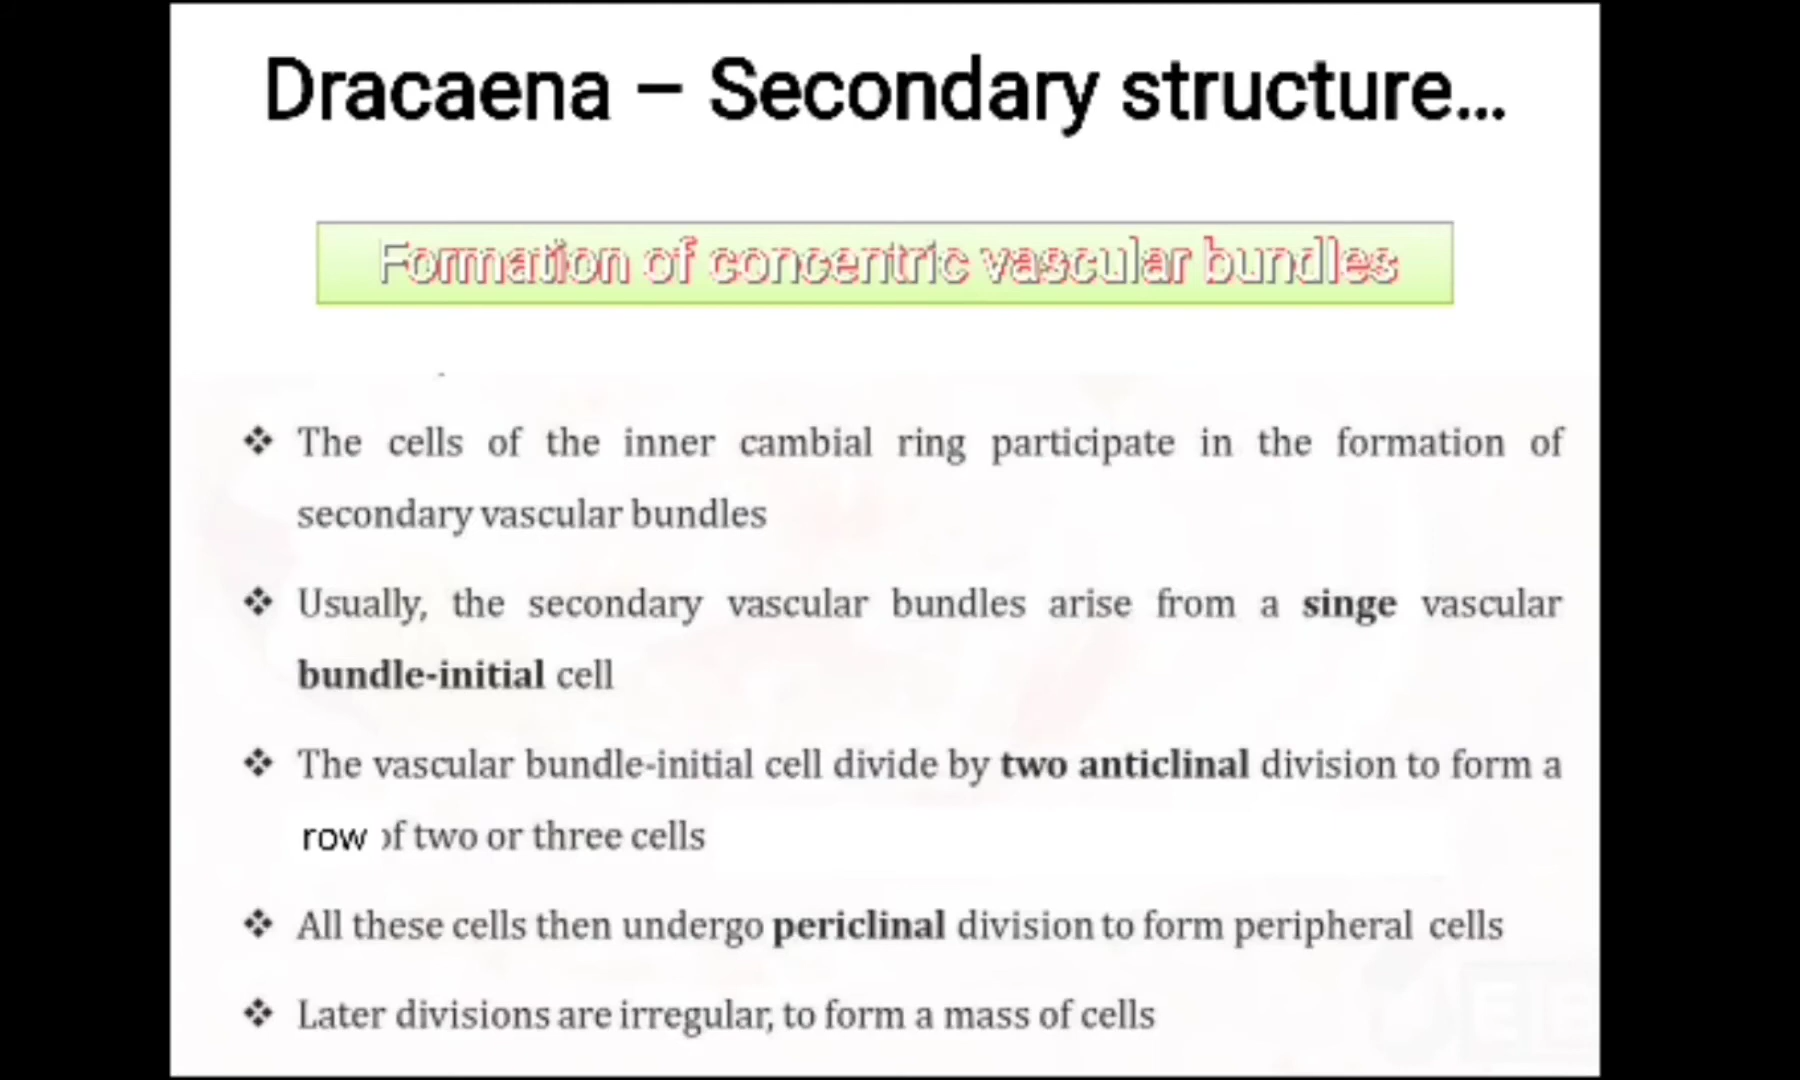 Dracaena – Secondary structure...
Formation of concentric vascular bundles
❖ The cells of the inner cambial ring participate in the formation of
secondary vascular bundles
❖ Usually, the secondary vascular bundles arise from a singe vascular
bundle-initial cell
❖ The vascular bundle-initial cell divide by two anticlinal division to form a
row of two or three cells
❖ All these cells then undergo periclinal division to form peripheral cells
❖ Later divisions are irregular, to form a mass of cells